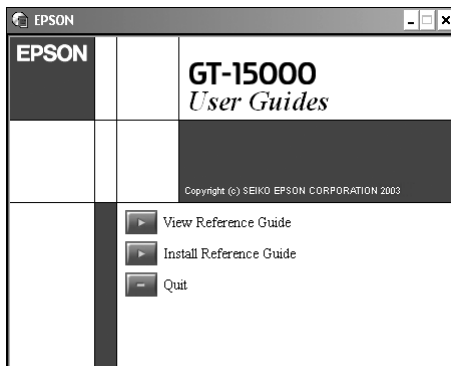 EPSON
EPSON
GT-15000
User Guides
Copyright (c) SEIKO EPSON CORPORATION 2003
View Reference Guide
Install Reference Guide
Quit